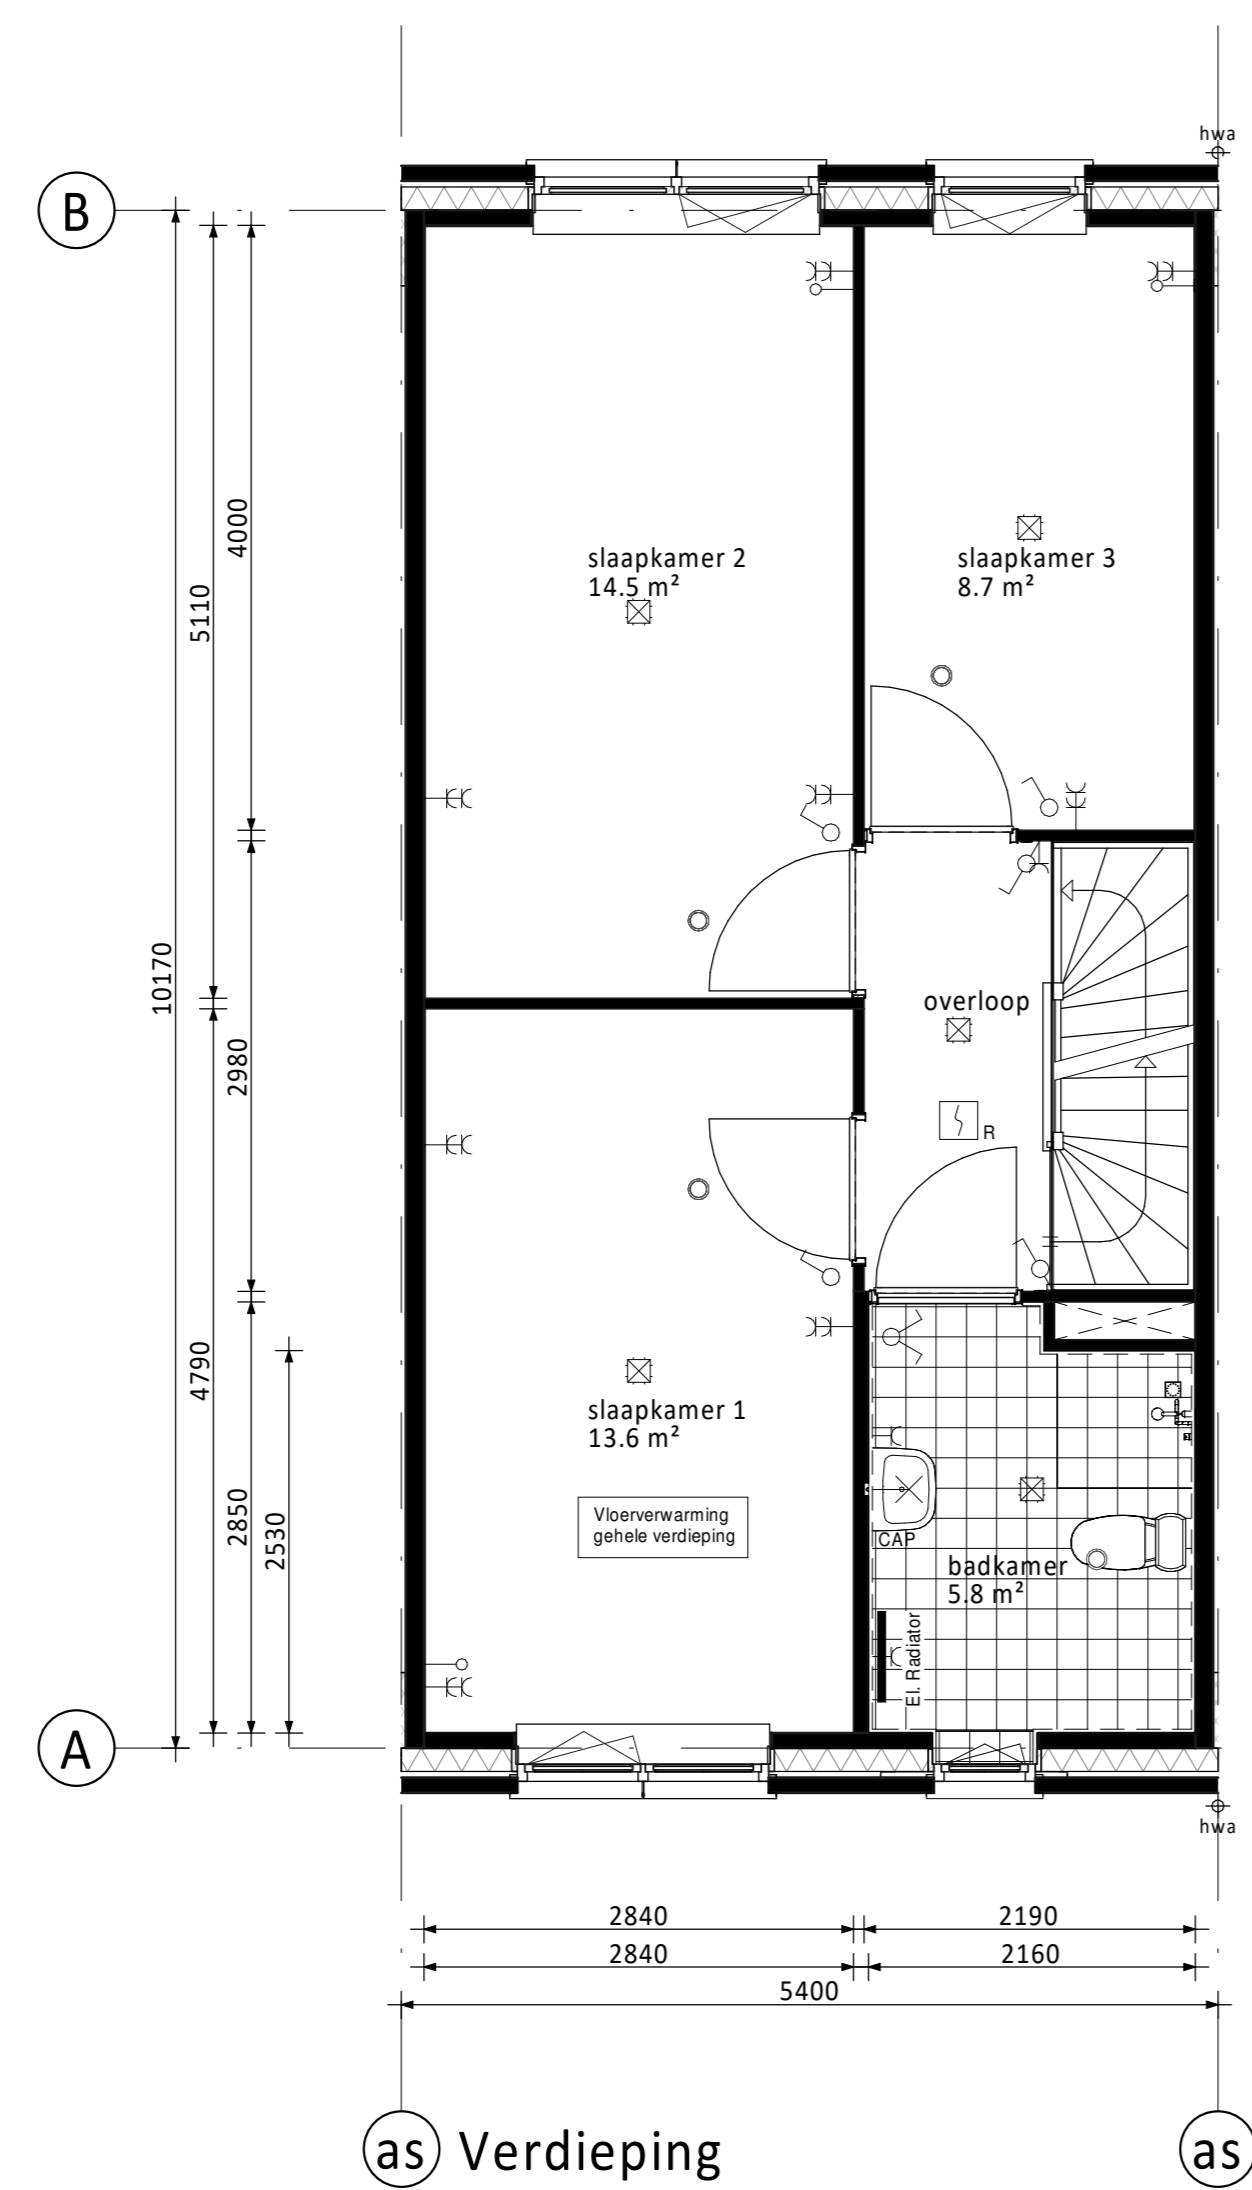 hwa
B
4000
5110
slaapkamer 2
14.5 m²
slaapkamer 3
8.7 m²
10170
overloop
2980
R
4790
slaapkamer 1
13.6 m²
2850
2530
Vloerverwarming
gehele verdieping
CAP
badkamer
5.8 m²
El. Radiator
A
hwa
2840
2190
2840
2160
5400
as
Verdieping
as